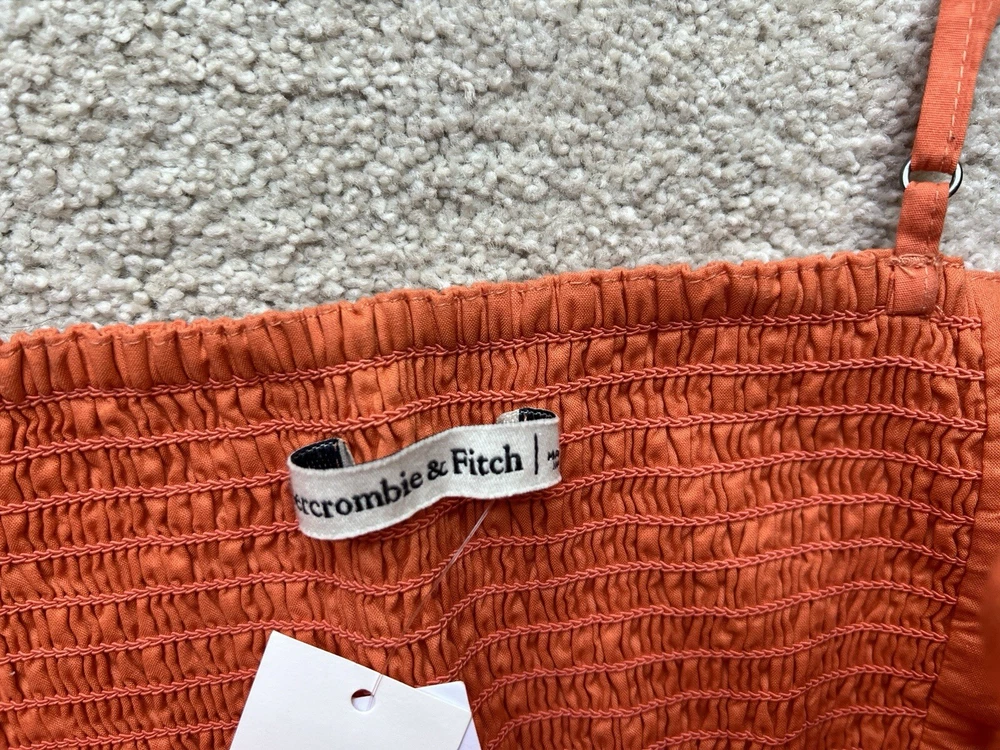 ercrombie & Fitch |